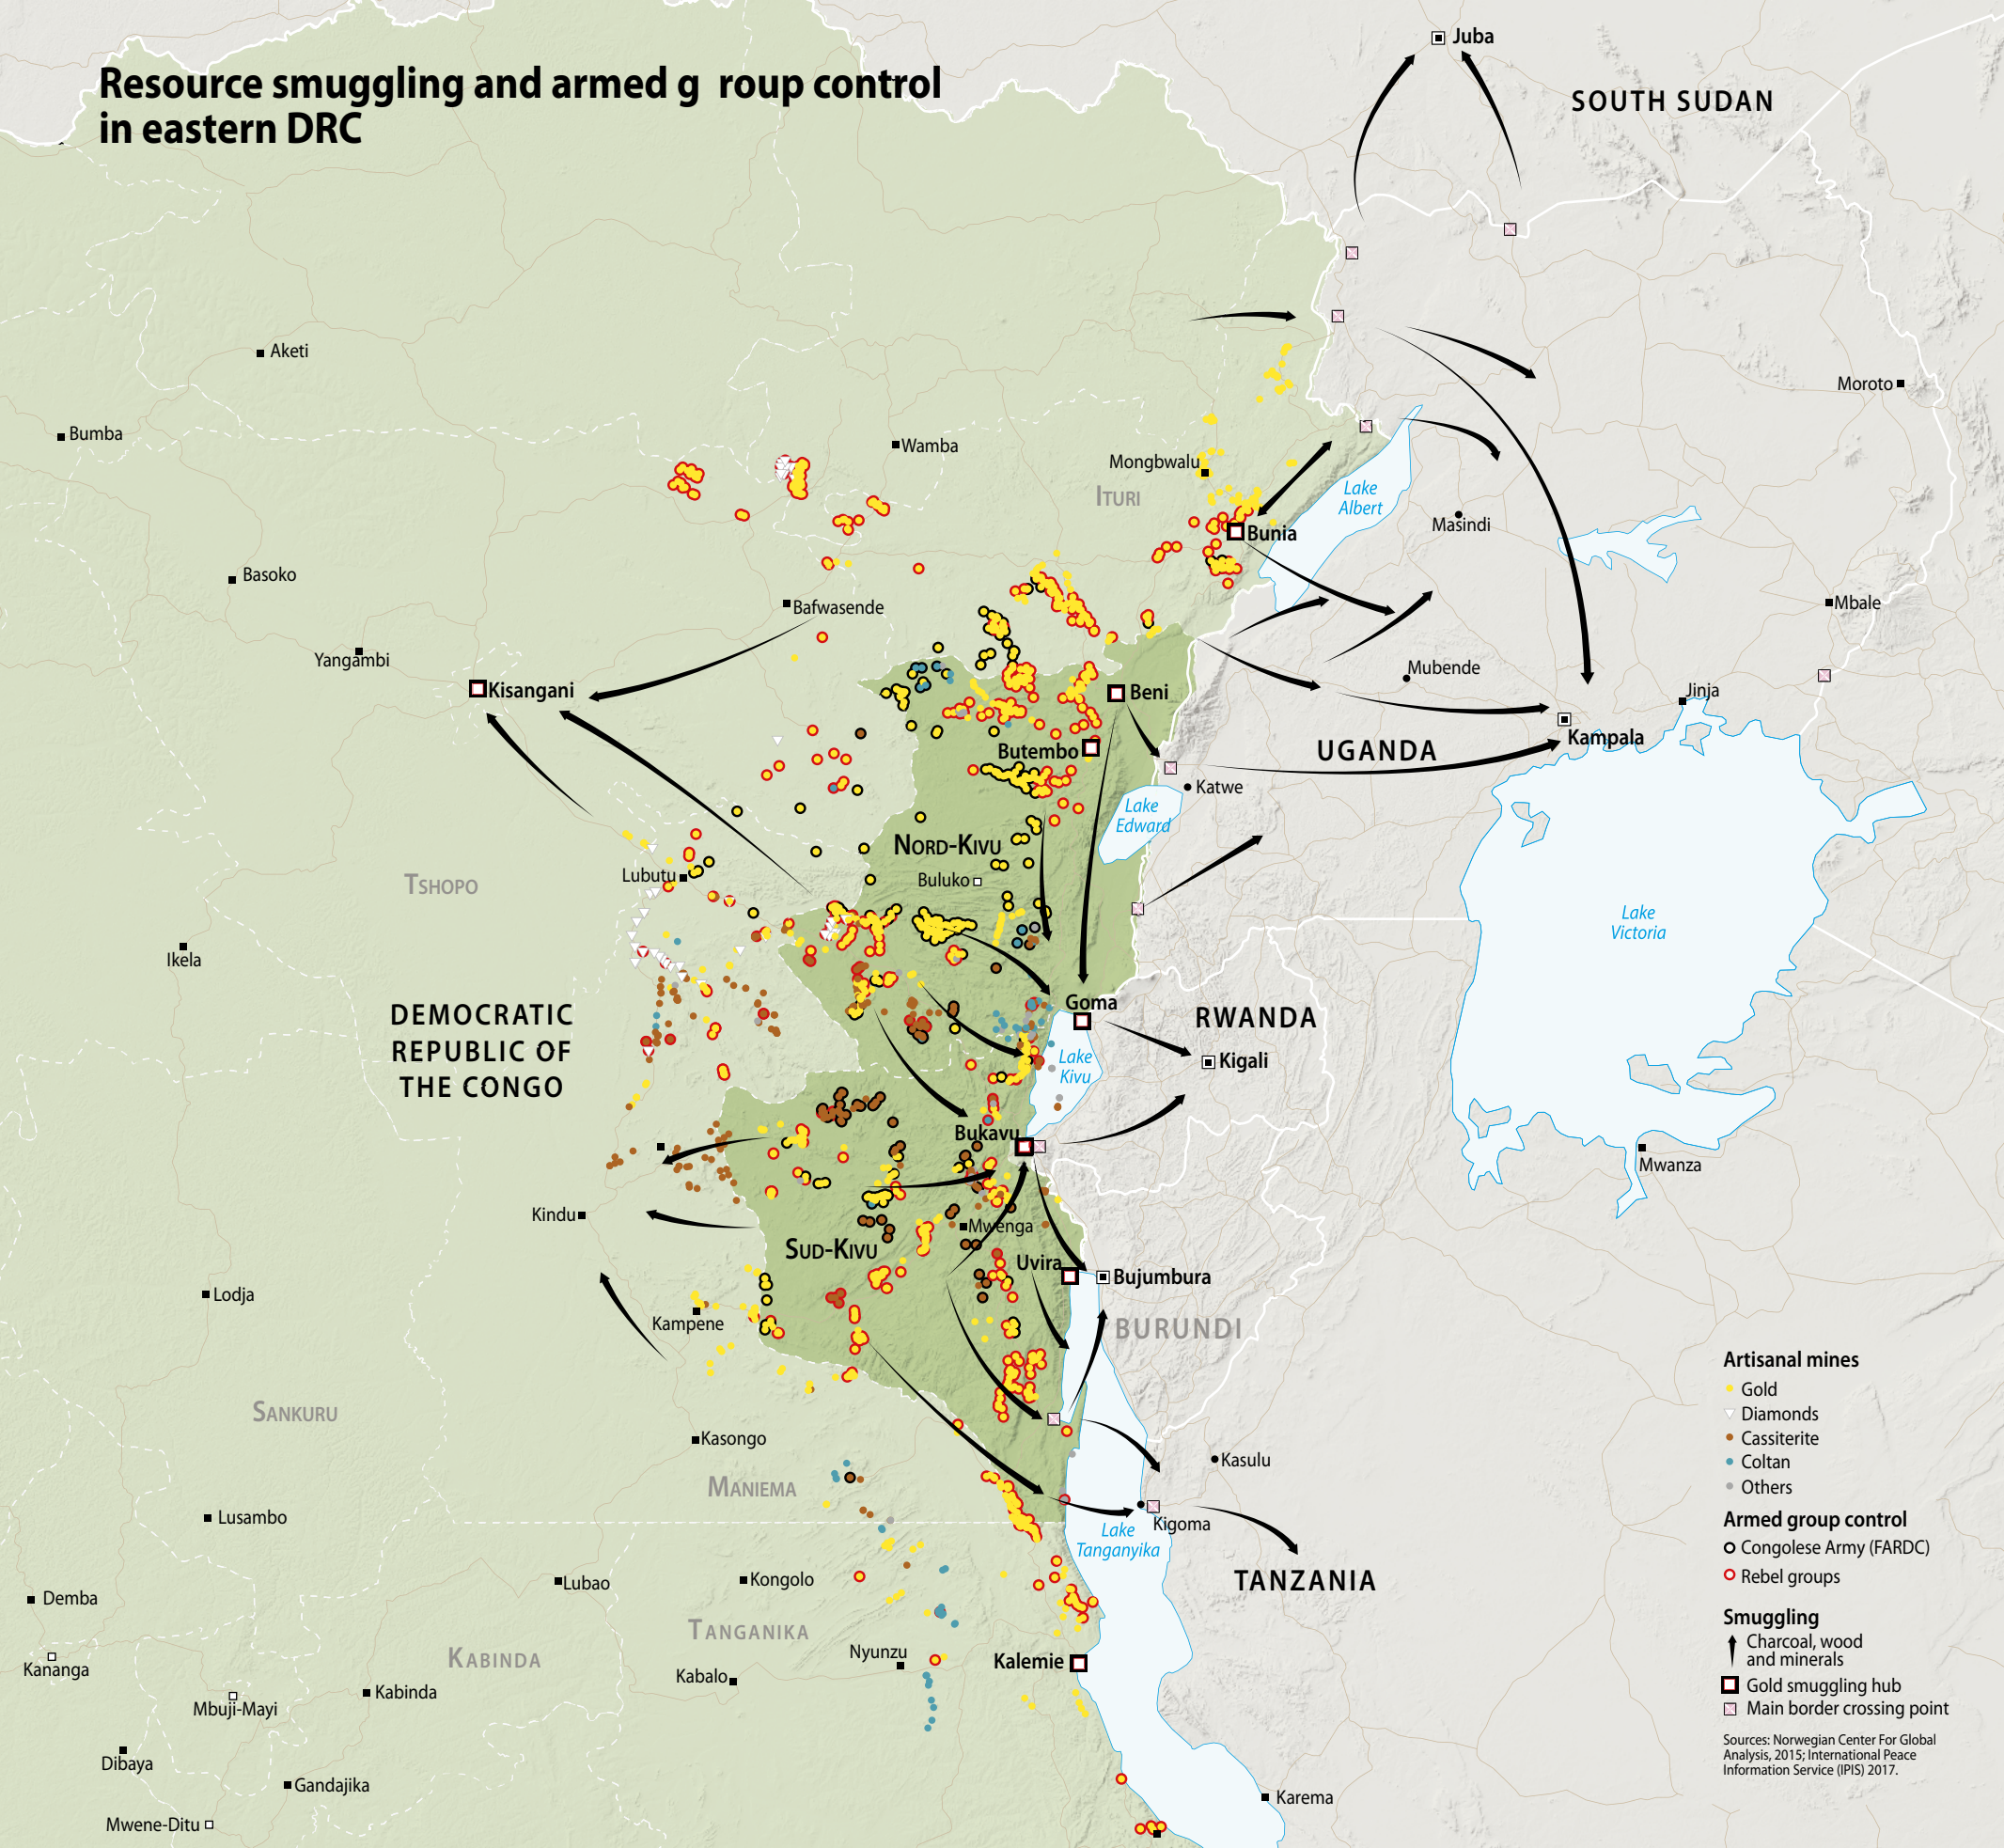 Resource smuggling and armed g roup control
in eastern DRC
Juba
SOUTH SUDAN
Aketi
Moroto
Bumba
Wamba
Mongbwalu
ITURI
Lake
Albert
Masindi
Bunia
Basoko
Bafwasende
Mbale
Yangambi
Mubende
Kisangani
Beni
Jinja
Kampala
Butembo
UGANDA
Katwe
Lake
Edward
NORD-KIVU
Buluko
Lubutu
TSHOPO
Lake
Victoria
Ikela
DEMOCRATIC
REPUBLIC OF
THE CONGO
Goma
RWANDA
Lake
Kivu
Kigali
Bukavu
Mwanza
Kindu
Mwenga
SUD-KIVU
Uvira
Bujumbura
Lodja
Kampene
BURUNDI
SANKURU
Kasongo
Kasulu
MANIEMA
Lusambo
Kigoma
Lake
Tanganyika
TANZANIA
Lubao
Kongolo
Demba
TANGANIKA
Nyunzu
KABINDA
Kalemie
Kananga
Kabalo
Kabinda
Mbuji-Mayi
Dibaya
Gandajika
Karema
Mwene-Ditu
Artisanal mines
Gold
Diamonds
Cassiterite
Coltan
Others
Armed group control
Congolese Army (FARDC)
Rebel groups
Smuggling
Charcoal, wood
and minerals
Gold smuggling hub
Main border crossing point
Sources: Norwegian Center For Global
Analysis, 2015; International Peace
Information Service (IPIS) 2017.